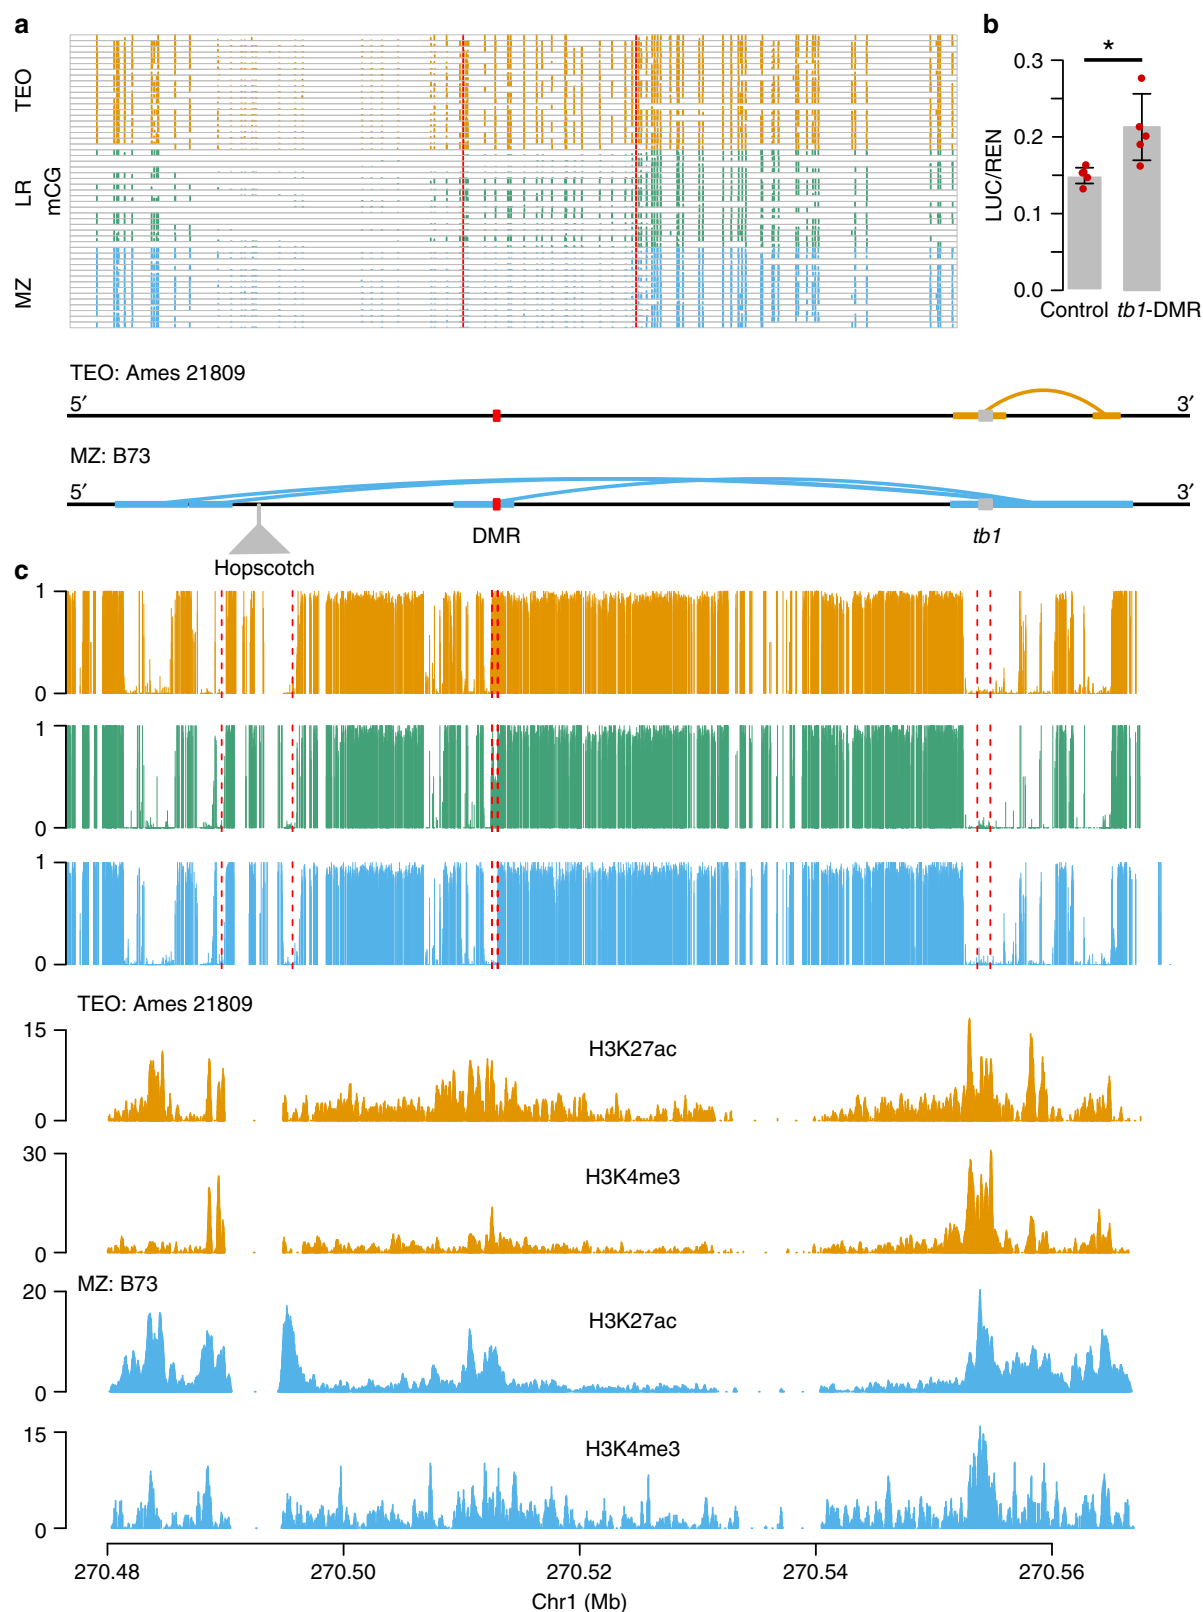 a
TEO
LR
MZ
mCG
b
*
0.3
0.2
0.1
0.0
LUC/REN
Control tb1-DMR
TEO: Ames 21809
5′ 3′
MZ: B73
5′ 3′
DMR tb1
Hopscotch
c
1
0
1
0
1
0
TEO: Ames 21809
15
H3K27ac
0
30
H3K4me3
0
MZ: B73
20
H3K27ac
0
15
H3K4me3
0
270.48 270.50 270.52 270.54 270.56
Chr1 (Mb)